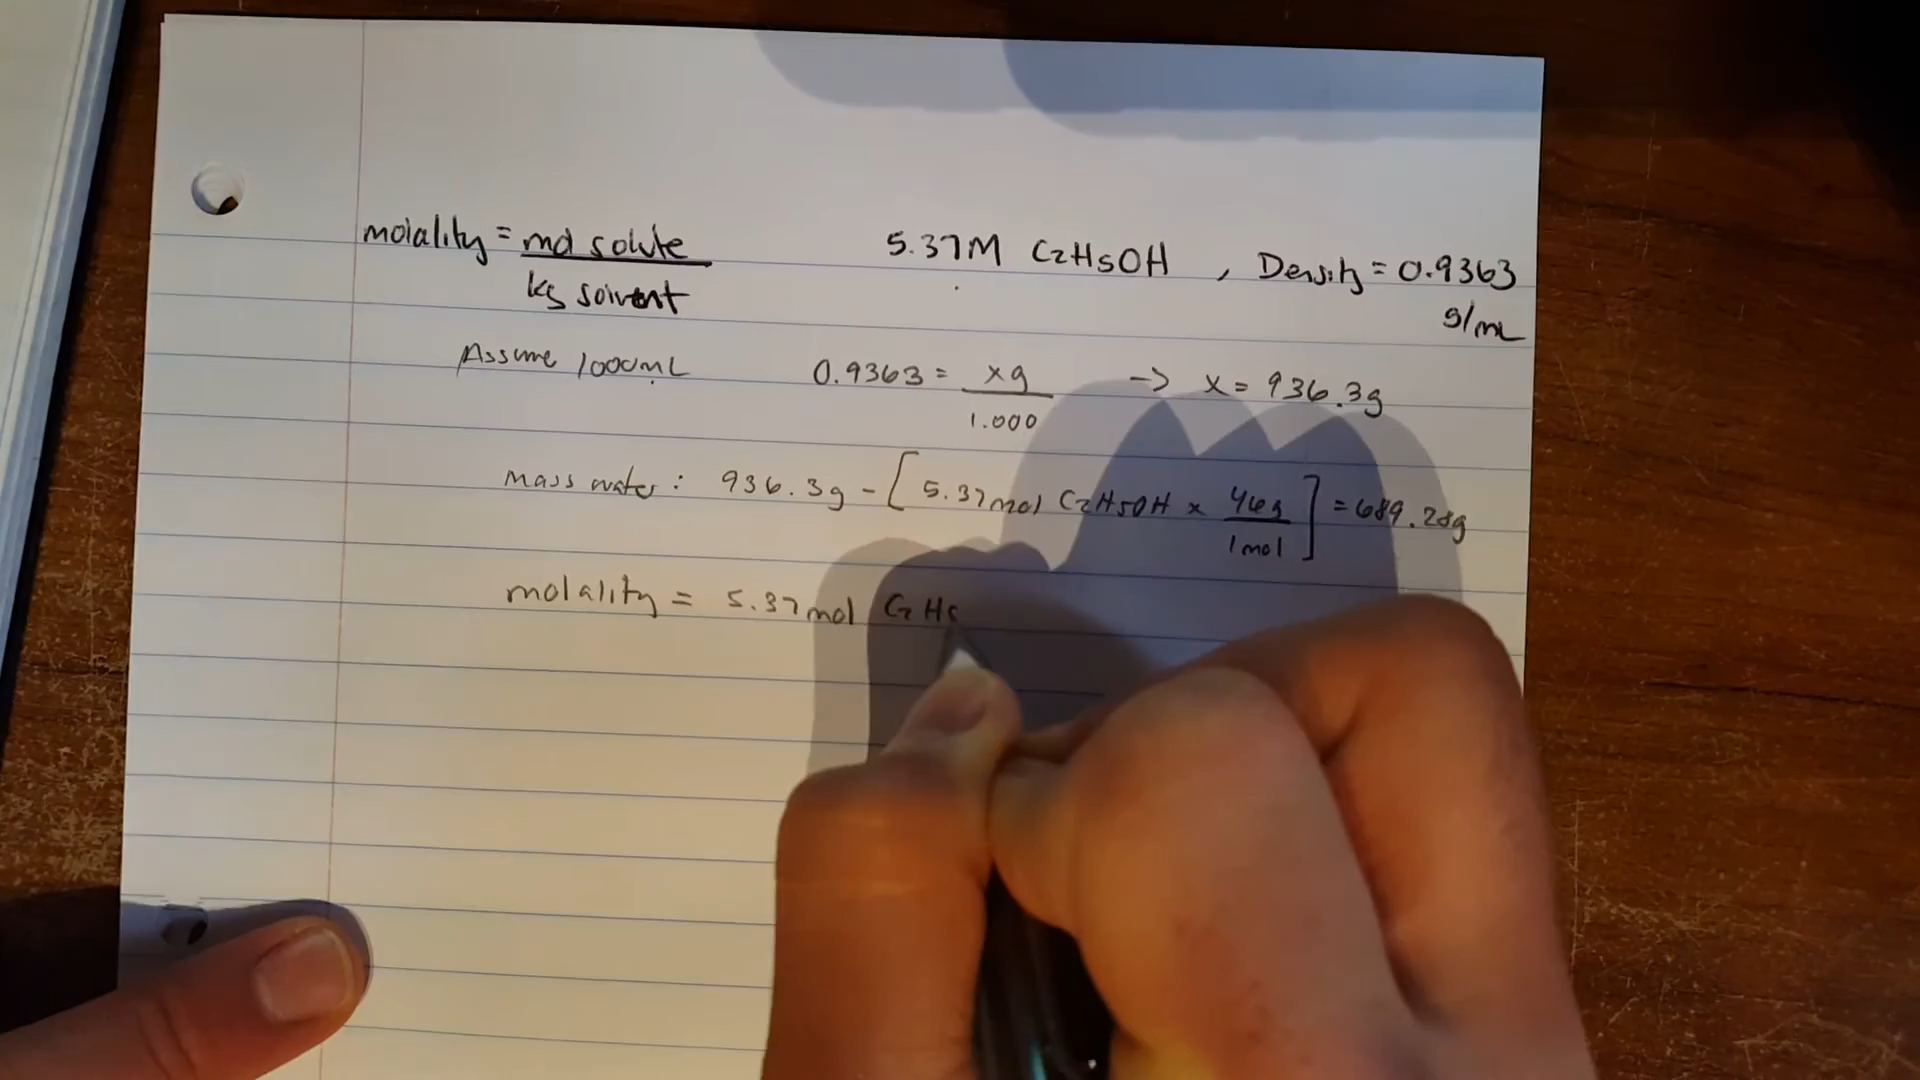 molality = mol solute 5.37M C2H5OH , Density = 0.9363
kg solvent g/mL
Assume 1000mL 0.9363 = xg -> x = 936.3g
1.000
Mass water : 936.3g - [ 5.37mol C2H5OH x 46g ] = 689.28g
1mol
molality = 5.37mol C2H5